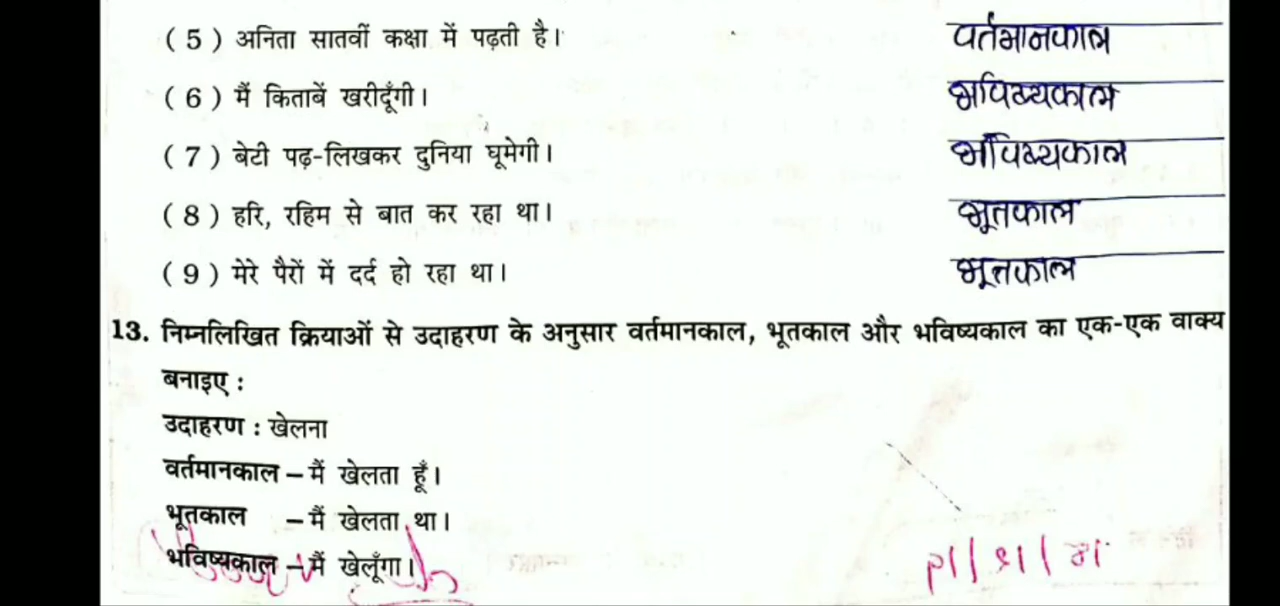 ( 5 ) अनिता सातवीं कक्षा में पढ़ती है। वर्तमानकाल
( 6 ) मैं किताबें खरीदूँगी। भविष्यकाल
( 7 ) बेटी पढ़-लिखकर दुनिया घूमेगी। भविष्यकाल
( 8 ) हरि, रहिम से बात कर रहा था। भूतकाल
( 9 ) मेरे पैरों में दर्द हो रहा था। भूतकाल
13. निम्नलिखित क्रियाओं से उदाहरण के अनुसार वर्तमानकाल, भूतकाल और भविष्यकाल का एक-एक वाक्य
बनाइए :
उदाहरण : खेलना
वर्तमानकाल – मैं खेलता हूँ।
भूतकाल – मैं खेलता था।
भविष्यकाल – मैं खेलूँगा।